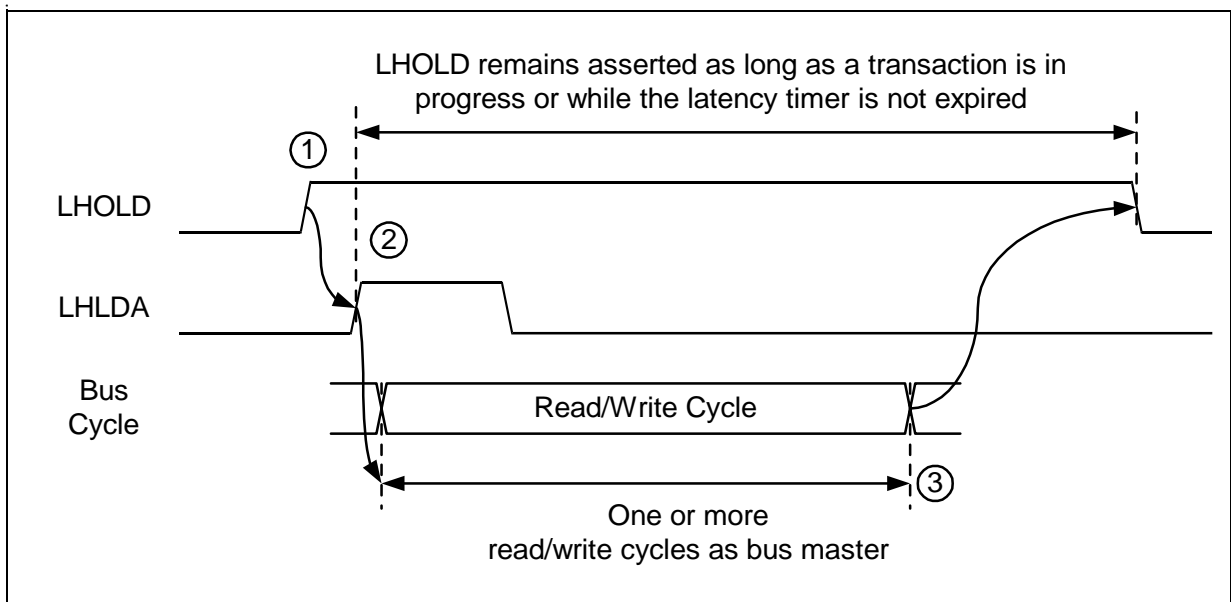 LHOLD remains asserted as long as a transaction is in
progress or while the latency timer is not expired
1
LHOLD
2
LHLDA
Bus
Cycle
Read/Write Cycle
3
One or more
read/write cycles as bus master